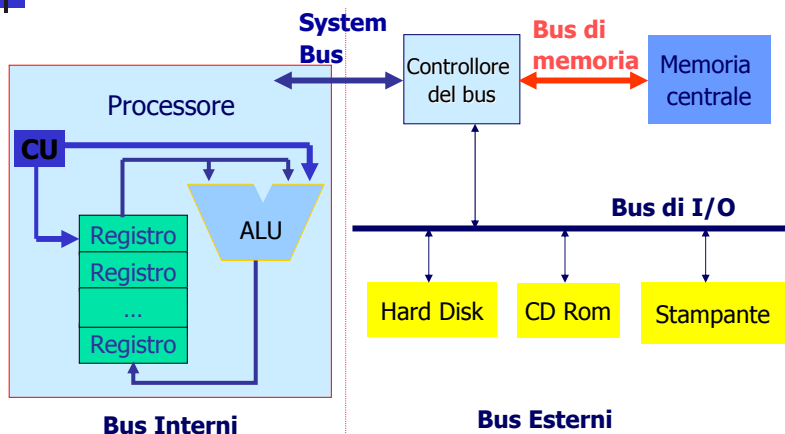 System
Bus
Bus di
memoria
Controllore
del bus
Memoria
centrale
Processore
CU
ALU
Registro
Registro
...
Registro
Bus di I/O
Hard Disk
CD Rom
Stampante
Bus Interni
Bus Esterni